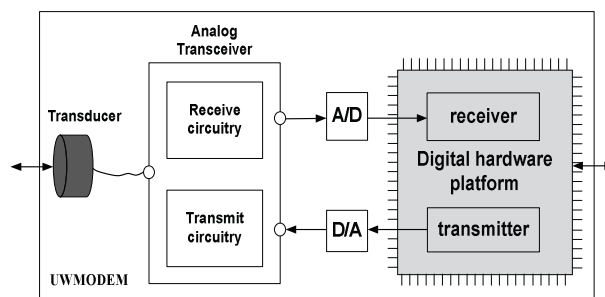 Analog
Transceiver
Transducer
Receive
circuitry
A/D
receiver
Digital hardware
platform
Transmit
circuitry
D/A
transmitter
UWMODEM